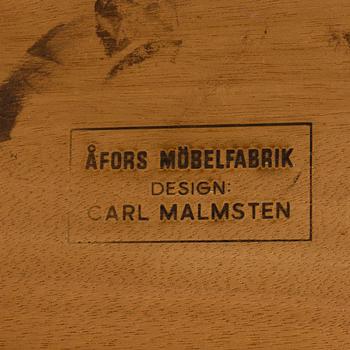 ÅFORS MÖBELFABRIK
DESIGN:
CARL MALMSTEN